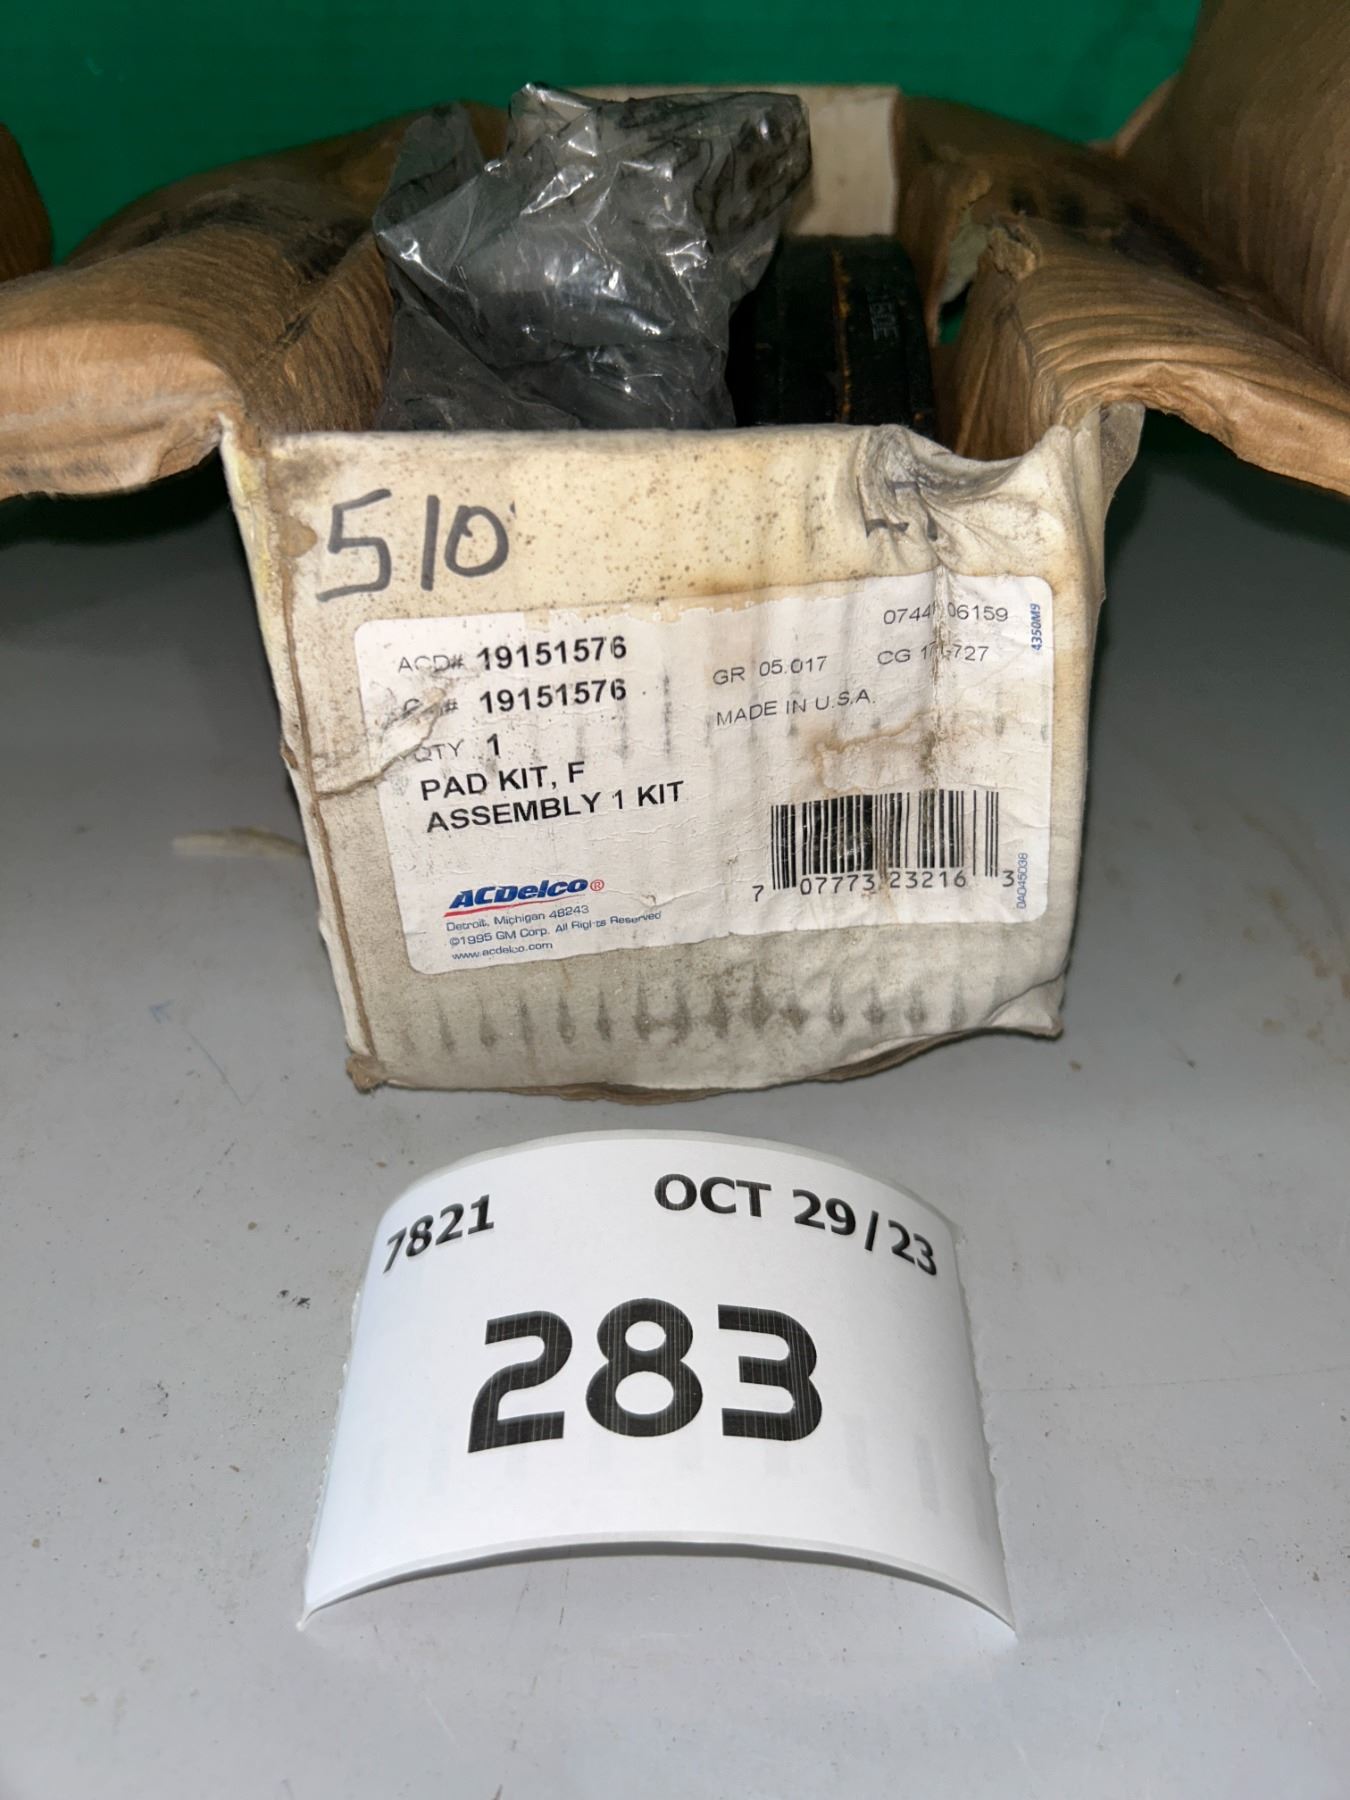 510
ACD# 19151576
# 19151576
QTY 1
PAD KIT, F
ASSEMBLY 1 KIT
06159
GR 05.017
MADE IN U.S.A.
4350M9
ACDelco®
Detroit, Michigan 48243
©1995 GM Corp. All Rights Reserved
www.acdelco.com
7 07773 23216 3
DA045038
7821 OCT 29/23
283